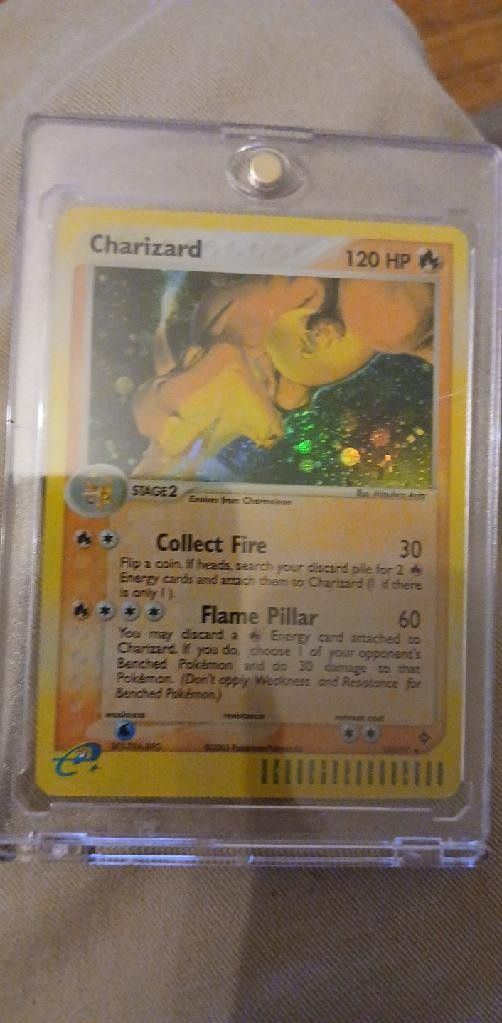 Charizard
120 HP
STAGE2
Evolves from Charmeleon
Collect Fire 30
Flip a coin. If heads, search your discard pile for 2
Energy cards and attach them to Charizard (1 if there
is only 1).
Flame Pillar 60
You may discard a Energy card attached to
Charizard. If you do, choose 1 of your opponent's
Benched Pokémon and do 30 damage to that
Pokémon. (Don't apply Weakness and Resistance for
Benched Pokémon.)
weakness resistance retreat cost
e